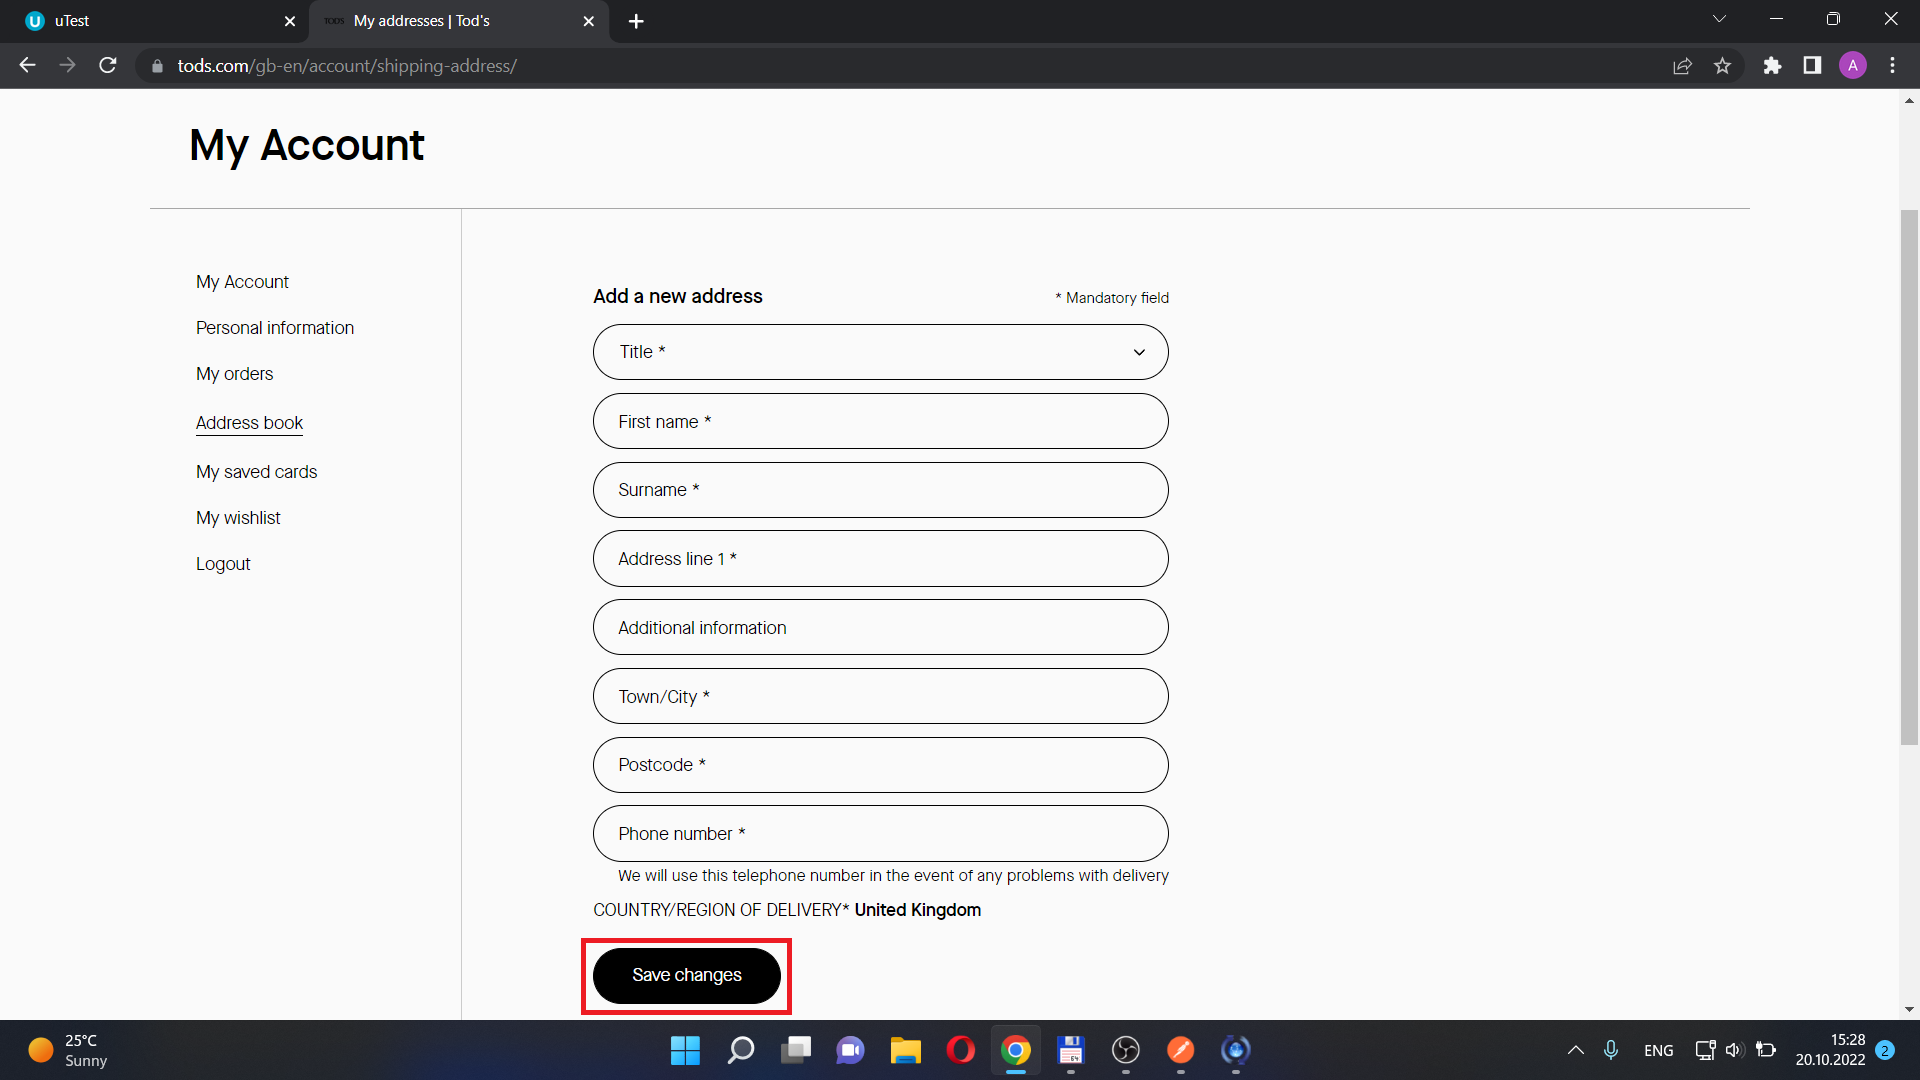 uTest
TOD'S My addresses | Tod's
tods.com/gb-en/account/shipping-address/
A
My Account
My Account
Personal information
My orders
Address book
My saved cards
My wishlist
Logout
Add a new address
* Mandatory field
Title *
First name *
Surname *
Address line 1 *
Additional information
Town/City *
Postcode *
Phone number *
We will use this telephone number in the event of any problems with delivery
COUNTRY/REGION OF DELIVERY* United Kingdom
Save changes
25°C
Sunny
64
ENG
15:28
20.10.2022
2